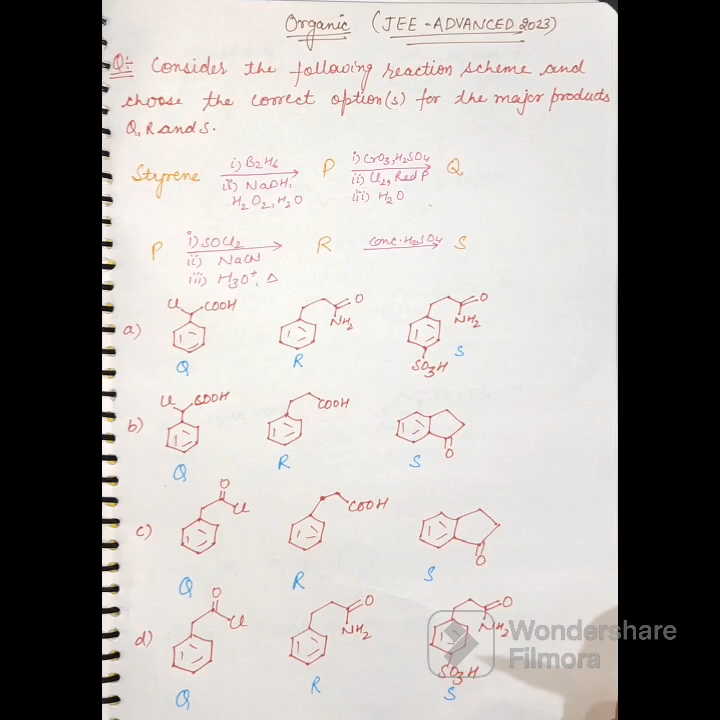 Organic (JEE-ADVANCED 2023)
Q:- Consider the following reaction scheme and
choose the correct option(s) for the major products
Q, R and S.
Styrene i) B2H6 ii) NaOH, H2O2, H2O P i) CrO3, H2SO4 ii) Cl2, Red P iii) H2O Q
P i) SOCl2 ii) NaCN iii) H3O+, Δ R conc. H2SO4 S
a) Cl COOH Q O NH2 R O NH2 SO3H S
b) Cl COOH Q COOH R O S
c) O Cl Q COOH R O S
d) O Cl Q O NH2 R O NH2 SO3H S
Wondershare
Filmora